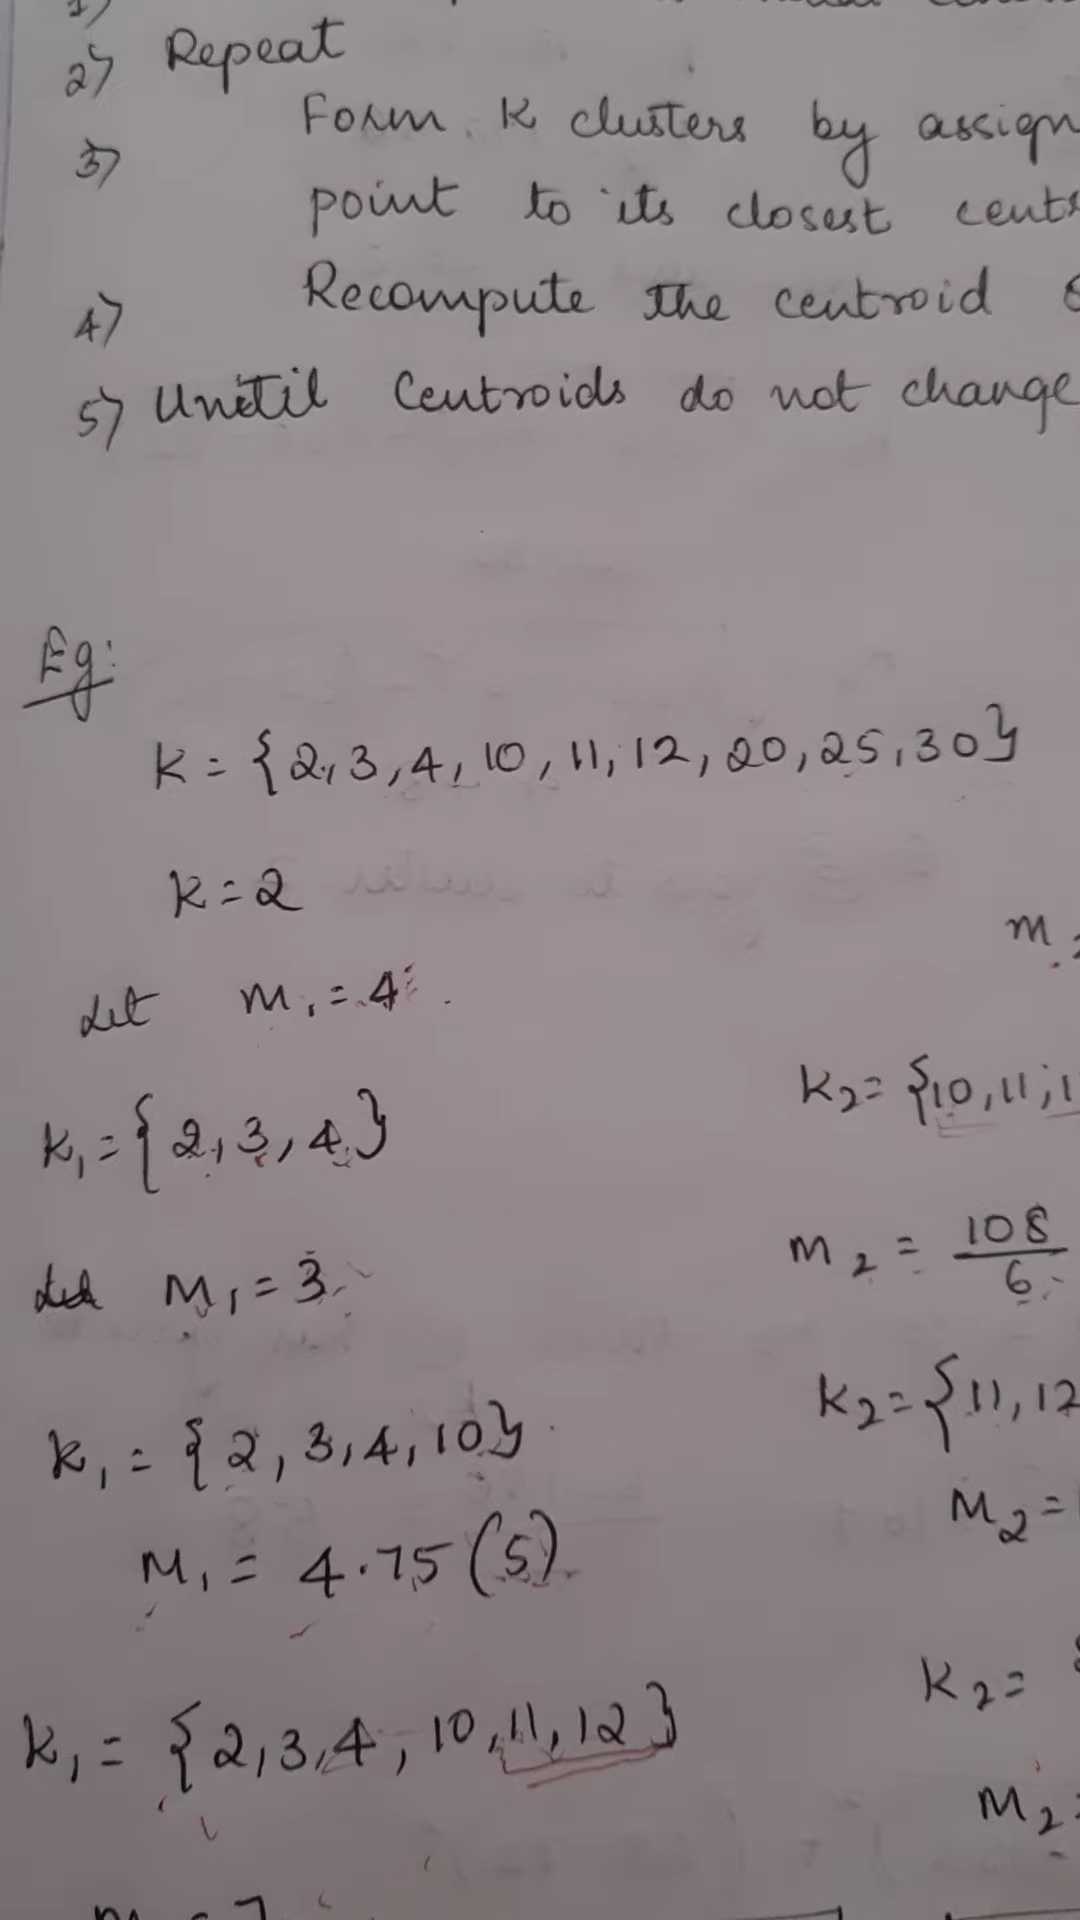 1)
2) Repeat
Form K clusters by assign
3)
point to its closest cent
4) Recompute the centroid
5) Unitil Centroids do not change
Eg:
K = {2, 3, 4, 10, 11, 12, 20, 25, 30}
K = 2
m
Let m₁ = 4
K₂ = {10, 11, 1
K₁ = {2, 3, 4}
m₂ = 108/6
M₁ = 3
K₂ = {11, 12
K₁ = {2, 3, 4, 10}
M₂ =
M₁ = 4.75 (5)
K₂ =
K₁ = {2, 3, 4, 10, 11, 12}
M₂ =